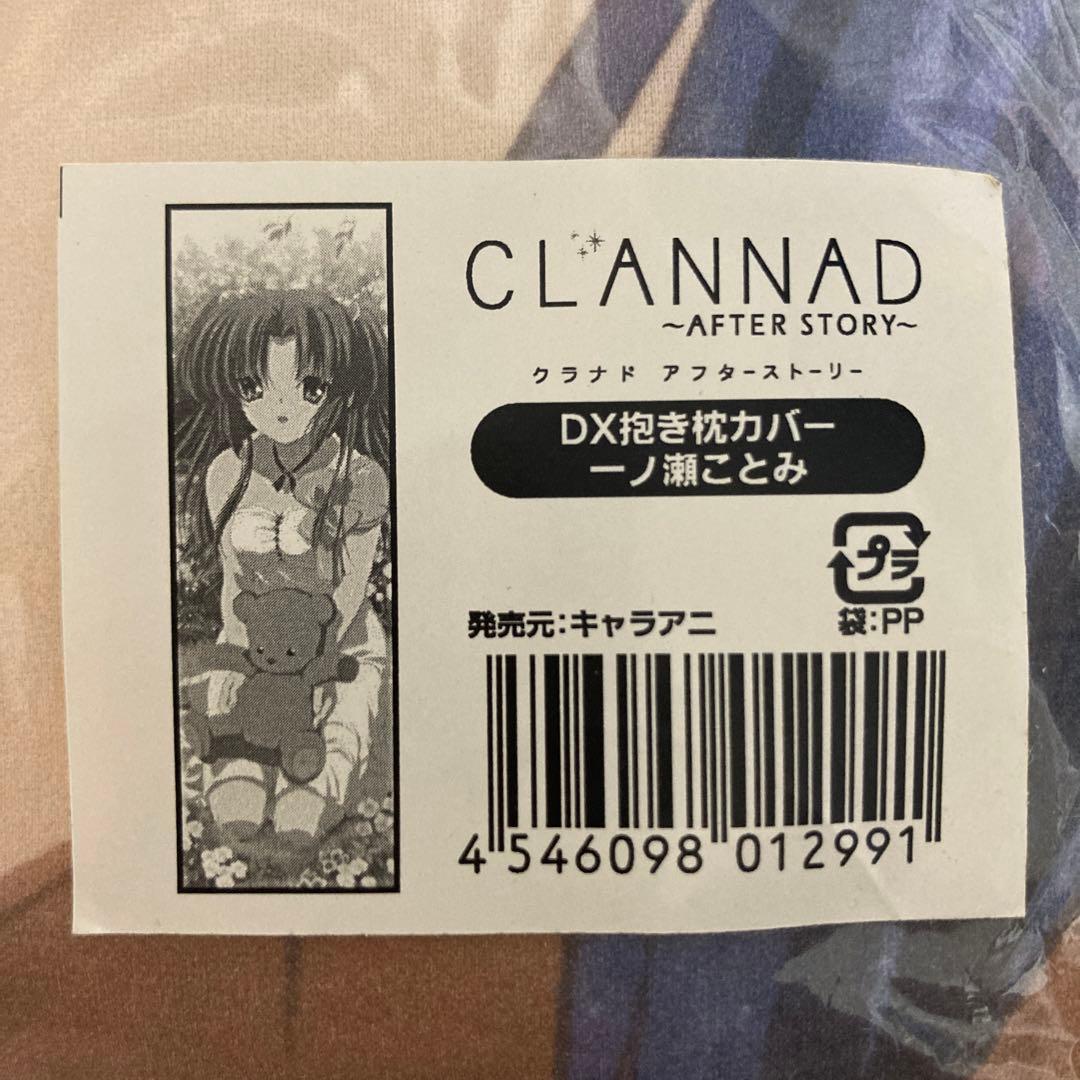 CLANNAD
~AFTER STORY~
クラナド アフターストーリー
DX抱き枕カバー
一ノ瀬ことみ
プラ
発売元:キャラアニ
袋:PP
4 546098 012991